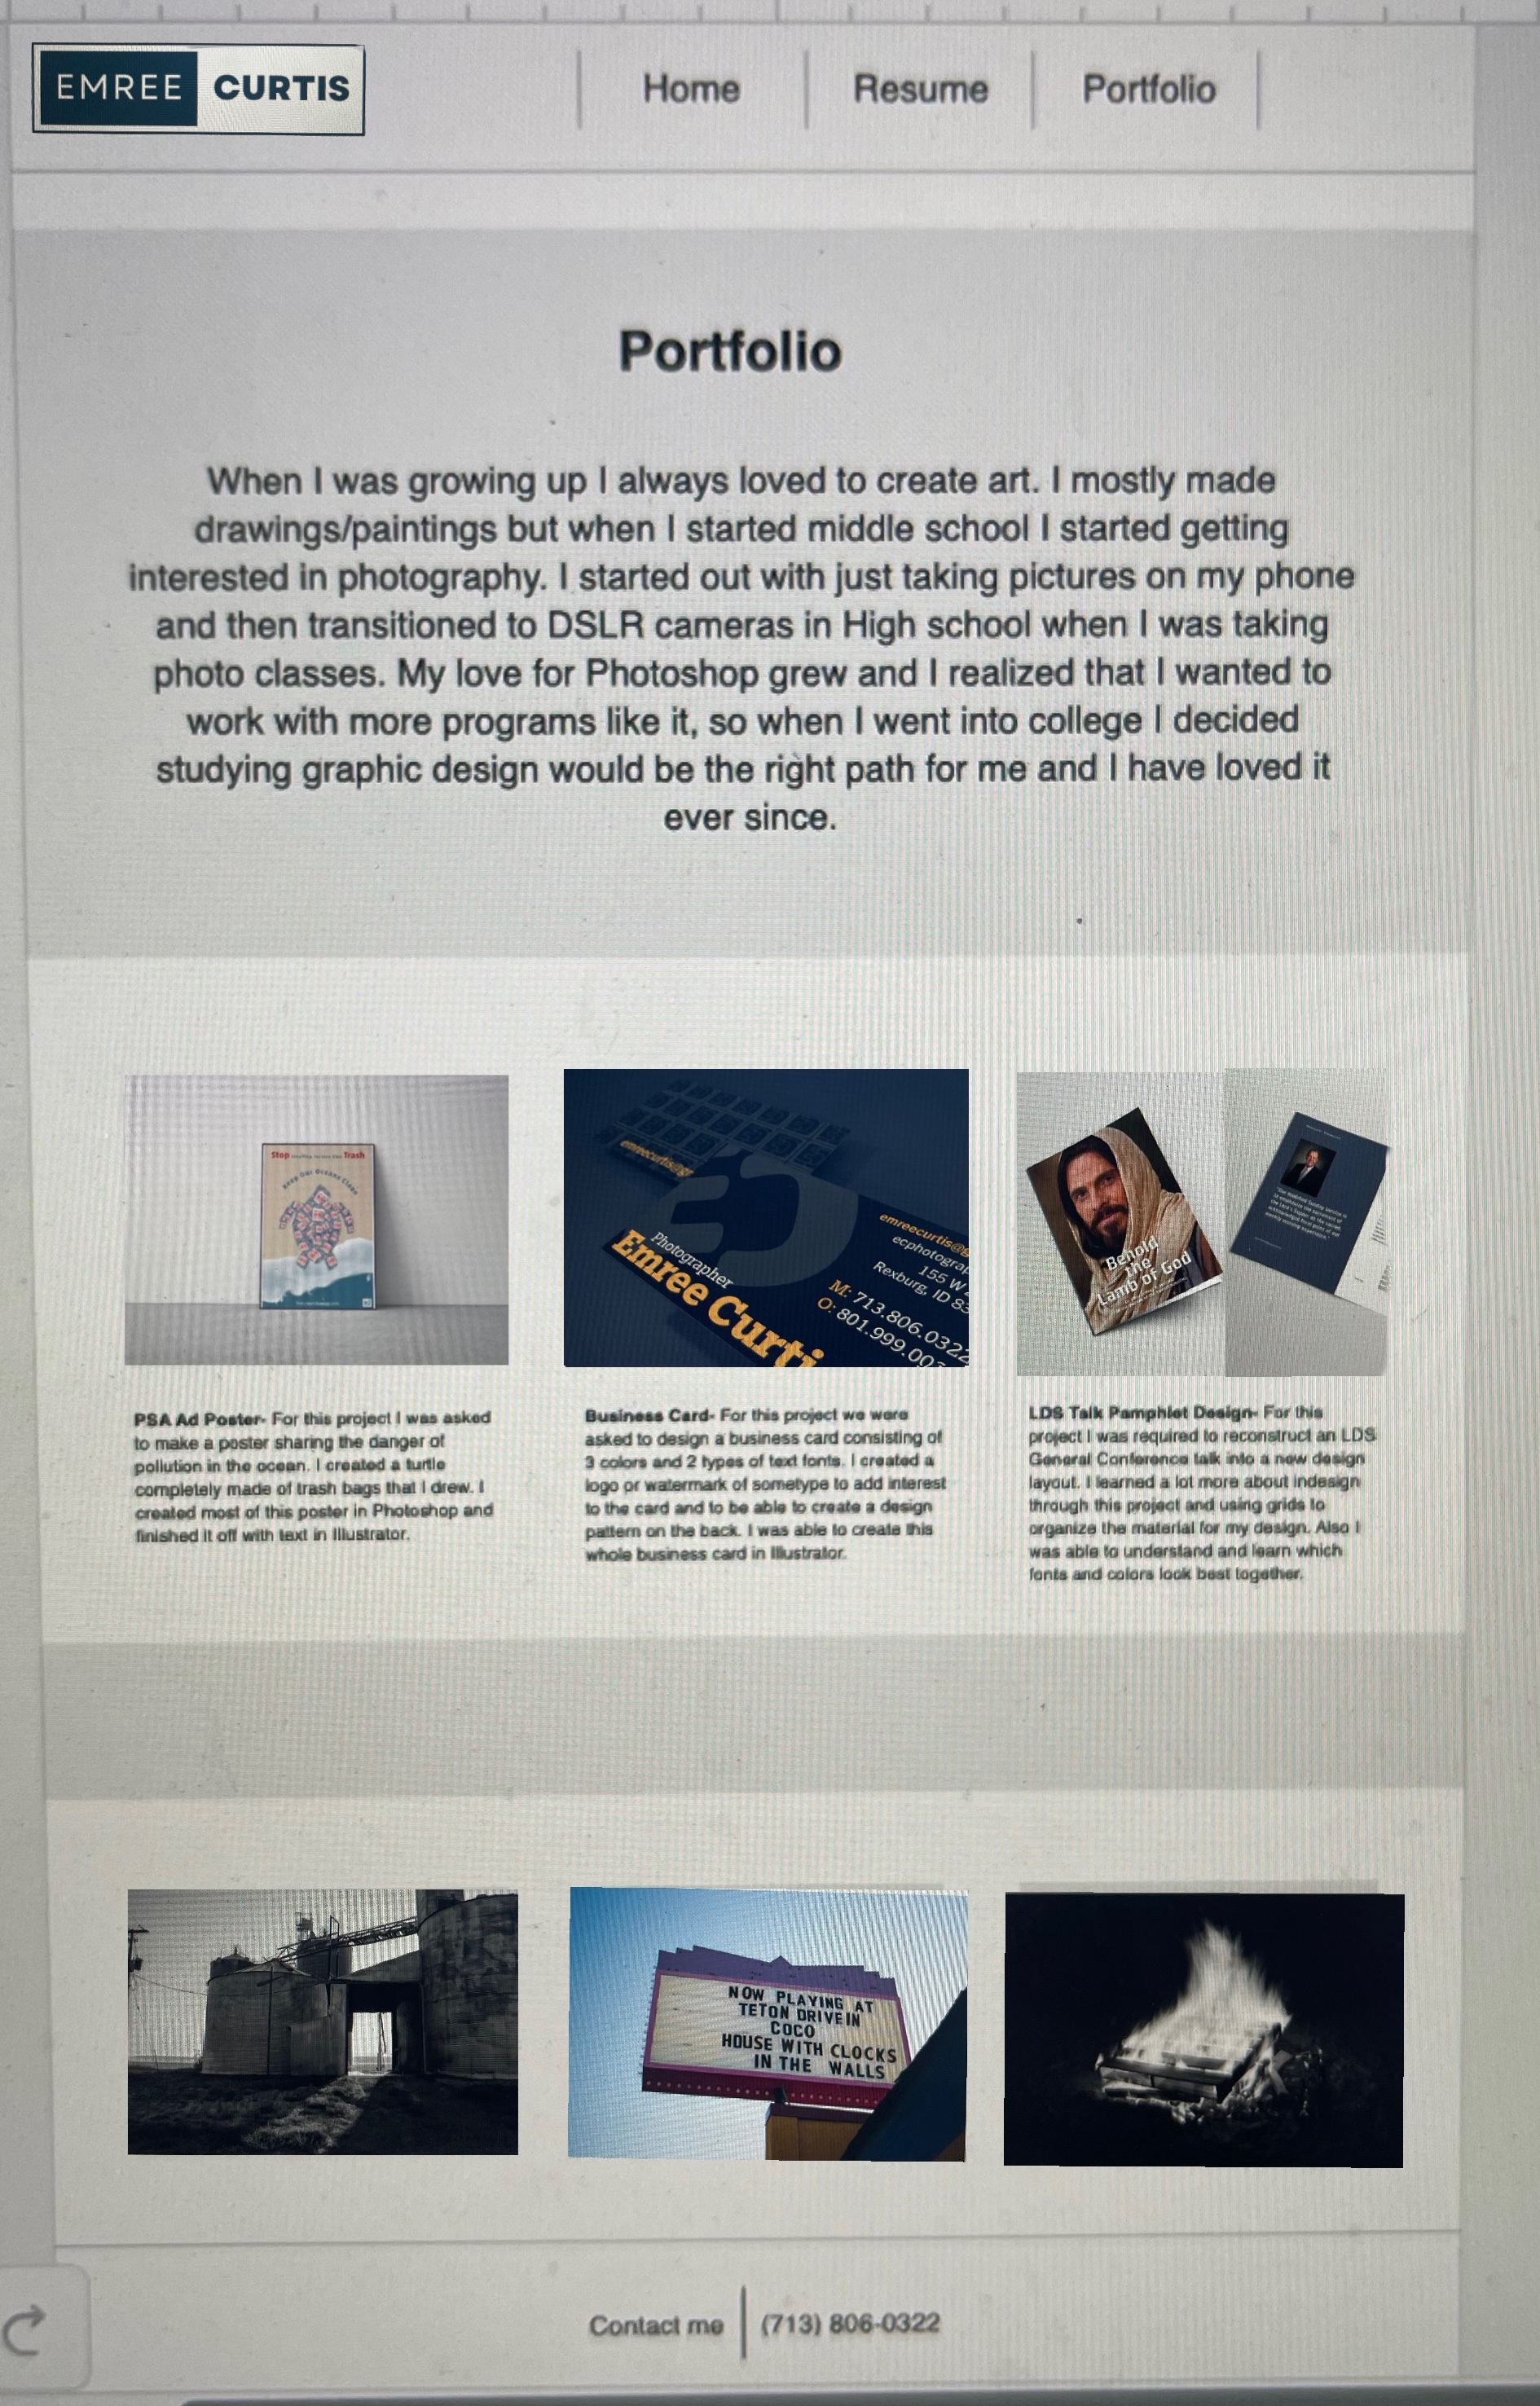 EMREE CURTIS
Home Resume Portfolio
Portfolio
When I was growing up I always loved to create art. I mostly made
drawings/paintings but when I started middle school I started getting
interested in photography. I started out with just taking pictures on my phone
and then transitioned to DSLR cameras in High school when I was taking
photo classes. My love for Photoshop grew and I realized that I wanted to
work with more programs like it, so when I went into college I decided
studying graphic design would be the right path for me and I have loved it
ever since.
Stop Trash
Keep Our Oceans Clean
emreecurtis@g
Photographer
Emree Curti
emreecurtis@g
ecphotogra
155 W
Rexburg, ID 83
M: 713.806.0322
O: 801.999.00
Behold
The
Lamb of God
PSA Ad Poster- For this project I was asked
to make a poster sharing the danger of
pollution in the ocean. I created a turtle
completely made of trash bags that I drew. I
created most of this poster in Photoshop and
finished it off with text in Illustrator.
Business Card- For this project we were
asked to design a business card consisting of
3 colors and 2 types of text fonts. I created a
logo or watermark of sometype to add interest
to the card and to be able to create a design
pattern on the back. I was able to create this
whole business card in Illustrator.
LDS Talk Pamphlet Design- For this
project I was required to reconstruct an LDS
General Conference talk into a new design
layout. I learned a lot more about indesign
through this project and using grids to
organize the material for my design. Also I
was able to understand and learn which
fonts and colors look best together.
NOW PLAYING AT
TETON DRIVE IN
COCO
HOUSE WITH CLOCKS
IN THE WALLS
Contact me (713) 806-0322